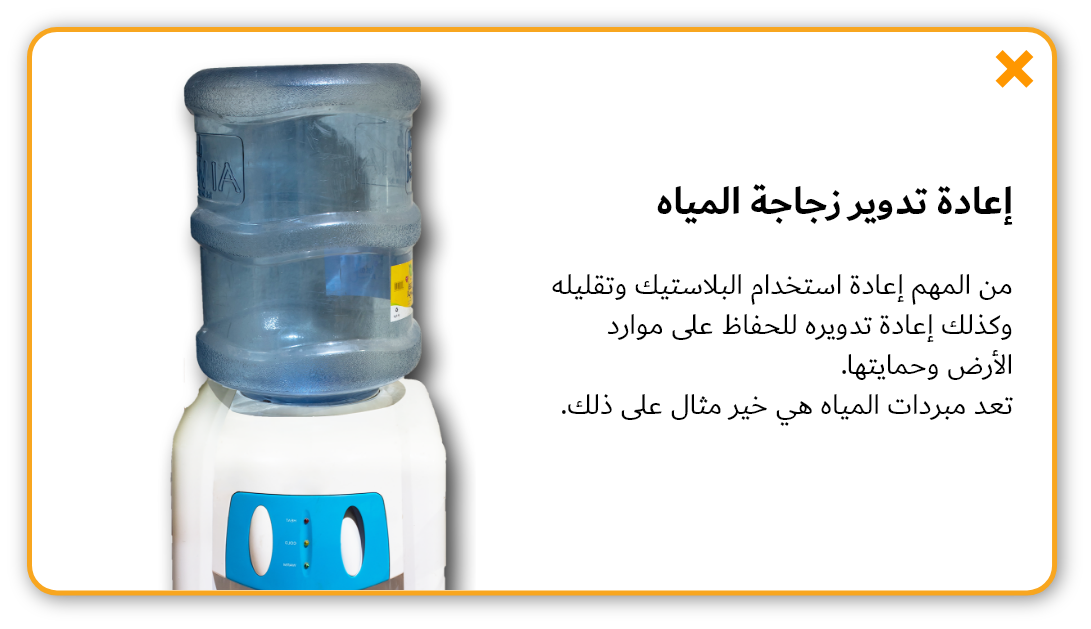 إعادة تدوير زجاجة المياه
من المهم إعادة استخدام البلاستيك وتقليله
وكذلك إعادة تدويره للحفاظ على موارد
الأرض وحمايتها.
تعد مبردات المياه هي خير مثال على ذلك.